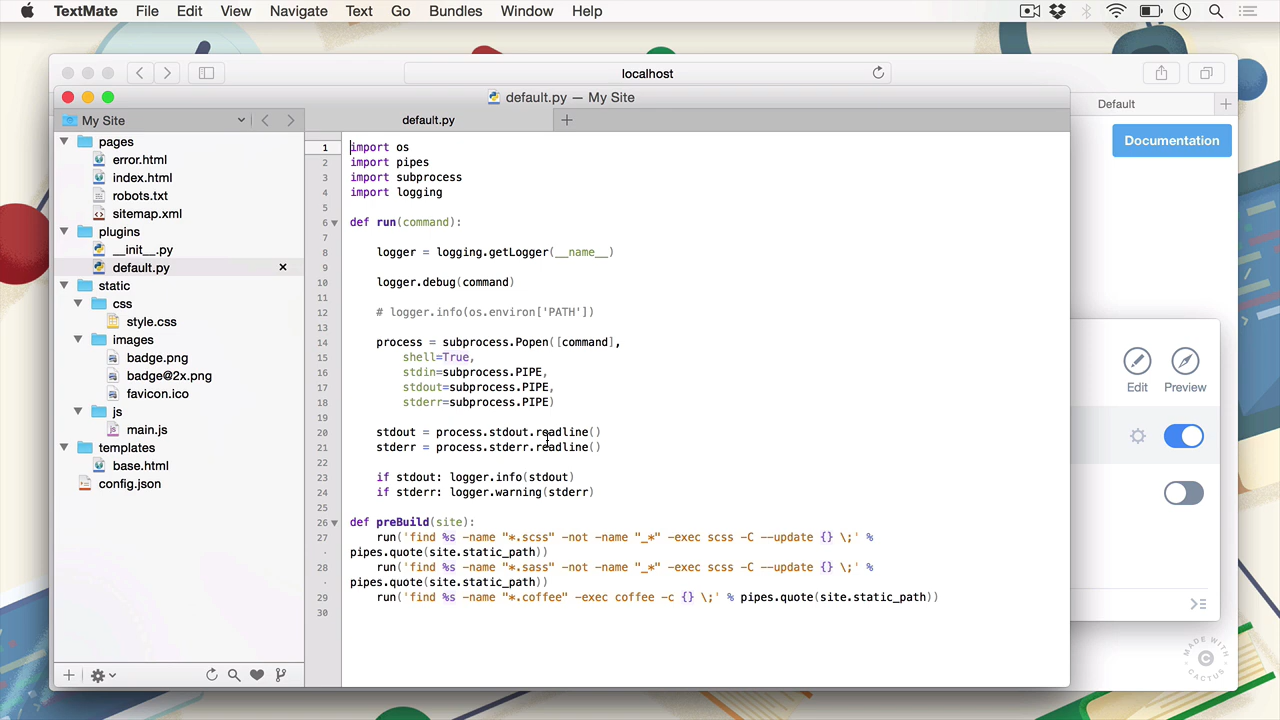 TextMate File Edit View Navigate Text Go Bundles Window Help
localhost
default.py — My Site
My Site
default.py
Default
Documentation
pages
error.html
index.html
robots.txt
sitemap.xml
plugins
__init__.py
default.py
static
css
style.css
images
badge.png
badge@2x.png
favicon.ico
js
main.js
templates
base.html
config.json
1 import os
2 import pipes
3 import subprocess
4 import logging
5
6 def run(command):
7
8 logger = logging.getLogger(__name__)
9
10 logger.debug(command)
11
12 # logger.info(os.environ['PATH'])
13
14 process = subprocess.Popen([command],
15 shell=True,
16 stdin=subprocess.PIPE,
17 stdout=subprocess.PIPE,
18 stderr=subprocess.PIPE)
19
20 stdout = process.stdout.readline()
21 stderr = process.stderr.readline()
22
23 if stdout: logger.info(stdout)
24 if stderr: logger.warning(stderr)
25
26 def preBuild(site):
27 run('find %s -name "*.scss" -not -name "_*" -exec scss -C --update {} \;' %
· pipes.quote(site.static_path))
28 run('find %s -name "*.sass" -not -name "_*" -exec scss -C --update {} \;' %
· pipes.quote(site.static_path))
29 run('find %s -name "*.coffee" -exec coffee -c {} \;' % pipes.quote(site.static_path))
30
Edit
Preview
MADE WITH
C
CACTUS